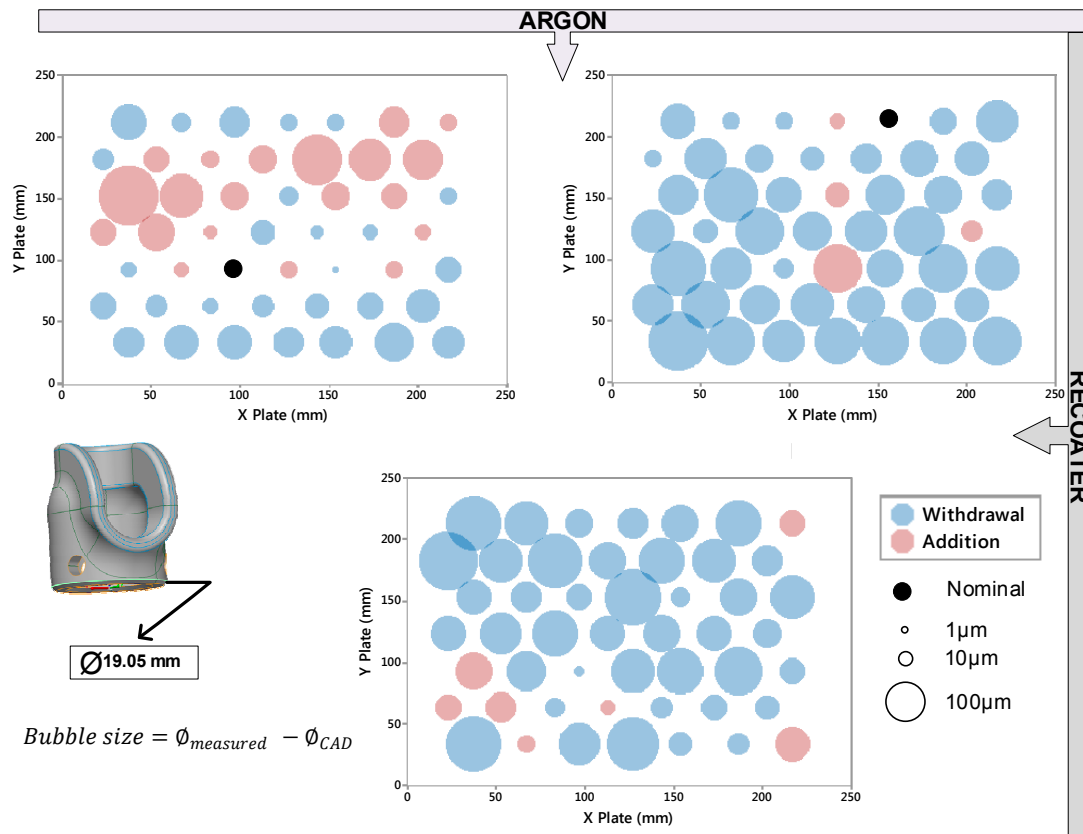 ARGON
250
200
150
100
50
0
0
50
100
150
200
250
Y Plate (mm)
X Plate (mm)
250
200
150
100
50
0
0
50
100
150
200
250
Y Plate (mm)
X Plate (mm)
RECOATER
Ø19.05 mm
Bubble size = ∅measured − ∅CAD
250
200
150
100
50
0
0
50
100
150
200
250
Y Plate (mm)
X Plate (mm)
Withdrawal
Addition
Nominal
1µm
10µm
100µm